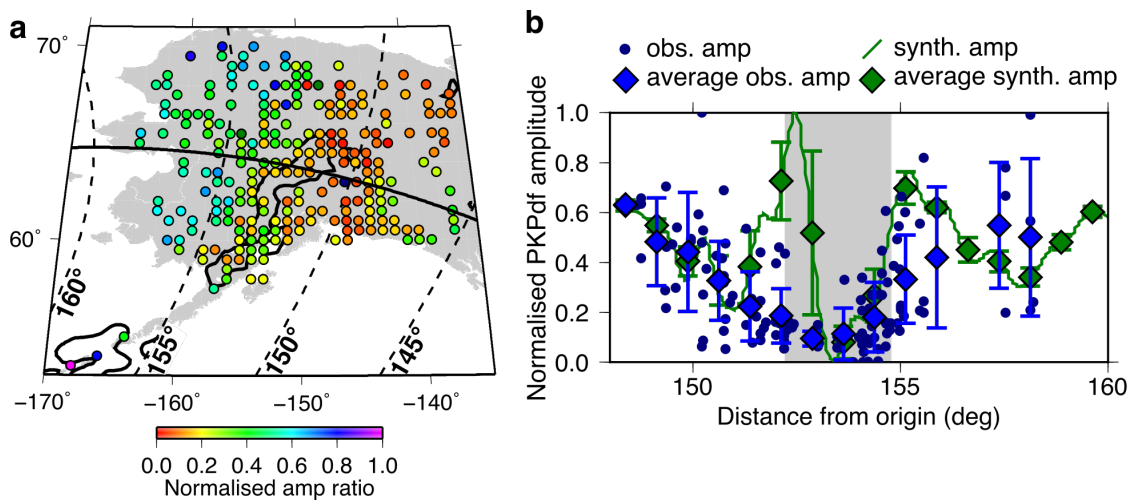 a
70°
60°
160°
155°
150°
145°
−170°
−160°
−150°
−140°
0.0 0.2 0.4 0.6 0.8 1.0
Normalised amp ratio
b
obs. amp
synth. amp
average obs. amp
average synth. amp
Normalised PKPdf amplitude
1.0
0.8
0.6
0.4
0.2
0.0
150 155 160
Distance from origin (deg)